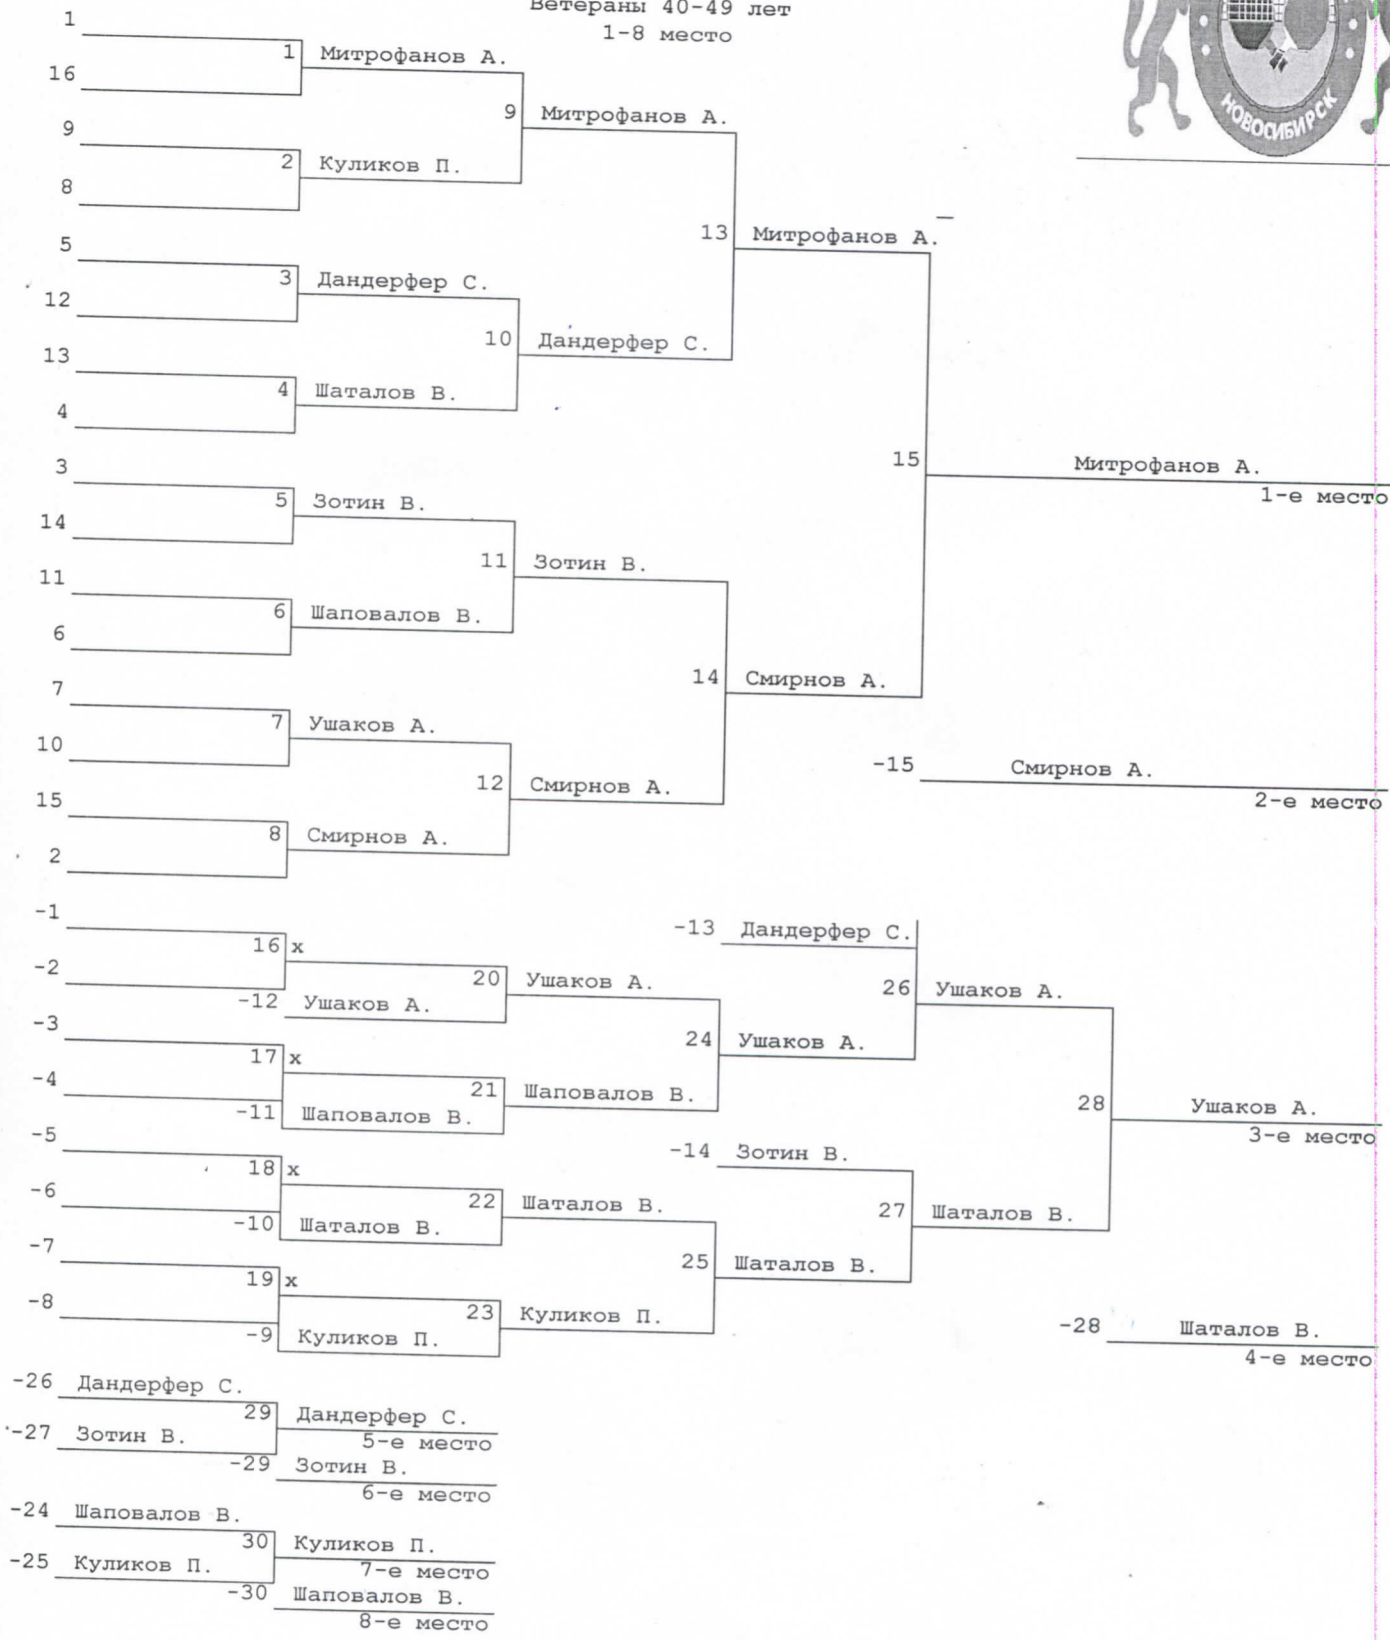 Ветераны 40-49 лет
1-8 место
НОВОСИБИРСК
1
1 Митрофанов А.
16
9 Митрофанов А.
9
2 Куликов П.
8
13 Митрофанов А.
5
3 Дандерфер С.
12
10 Дандерфер С.
13
4 Шаталов В.
4
15 Митрофанов А.
1-е место
3
5 Зотин В.
14
11 Зотин В.
11
6 Шаповалов В.
6
14 Смирнов А.
7
7 Ушаков А.
10
12 Смирнов А.
15
8 Смирнов А.
2
-15 Смирнов А.
2-е место
-1
16 х
-2
-12 Ушаков А.
20 Ушаков А.
-3
17 х
-4
-11 Шаповалов В.
21 Шаповалов В.
24 Ушаков А.
-13 Дандерфер С.
26 Ушаков А.
-5
18 х
-6
-10 Шаталов В.
22 Шаталов В.
-7
19 х
-8
-9 Куликов П.
23 Куликов П.
25 Шаталов В.
-14 Зотин В.
27 Шаталов В.
28 Ушаков А.
3-е место
-28 Шаталов В.
4-е место
-26 Дандерфер С.
-27 Зотин В.
29 Дандерфер С.
5-е место
-29 Зотин В.
6-е место
-24 Шаповалов В.
-25 Куликов П.
30 Куликов П.
7-е место
-30 Шаповалов В.
8-е место